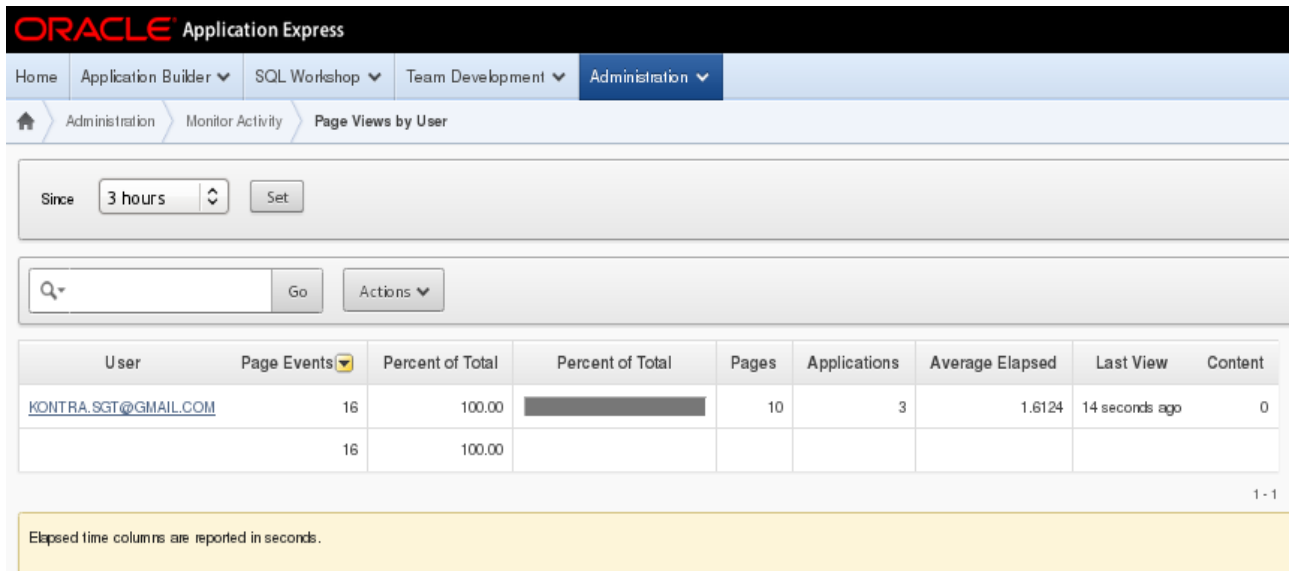 ORACLE Application Express
Home Application Builder SQL Workshop Team Development Administration
Administration Monitor Activity Page Views by User
Since 3 hours Set
Go Actions
User Page Events Percent of Total Percent of Total Pages Applications Average Elapsed Last View Content
KONTRA.SGT@GMAIL.COM 16 100.00 10 3 1.6124 14 seconds ago 0
16 100.00
1 - 1
Elapsed time columns are reported in seconds.